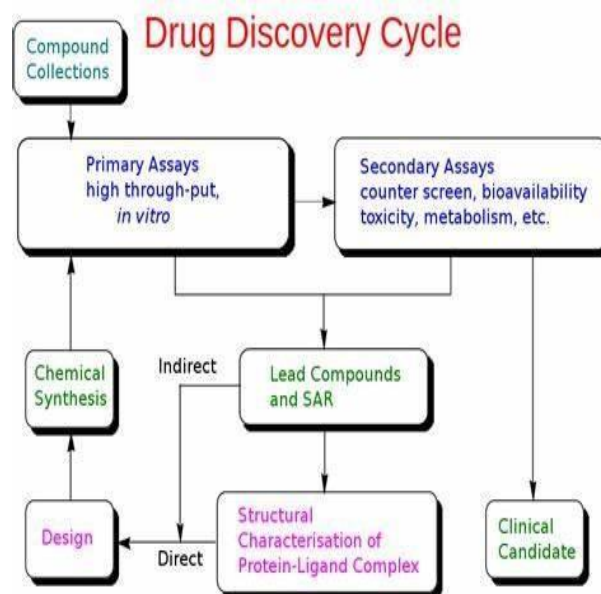 Drug Discovery Cycle
Compound
Collections
Primary Assays
high through-put,
in vitro
Secondary Assays
counter screen, bioavailability
toxicity, metabolism, etc.
Chemical
Synthesis
Indirect
Lead Compounds
and SAR
Design
Direct
Structural
Characterisation of
Protein-Ligand Complex
Clinical
Candidate